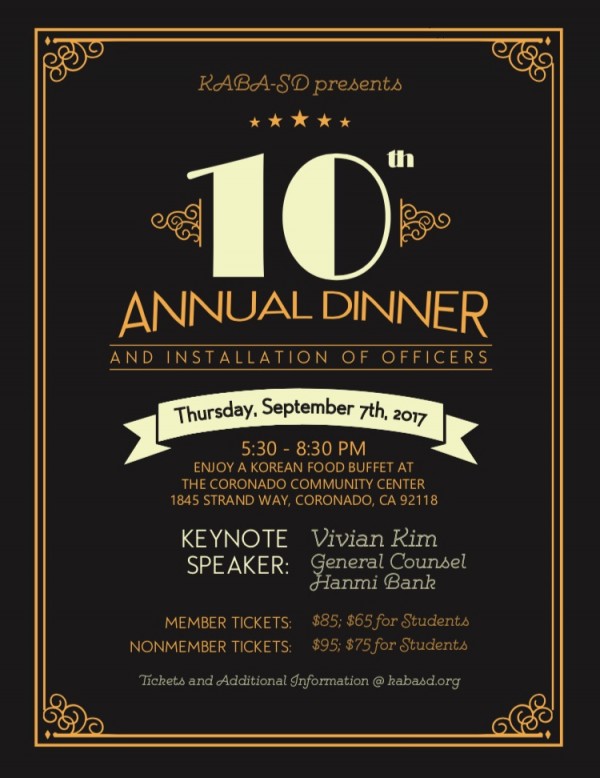 KABA-SD presents
10th
ANNUAL DINNER
AND INSTALLATION OF OFFICERS
Thursday, September 7th, 2017
5:30 - 8:30 PM
ENJOY A KOREAN FOOD BUFFET AT
THE CORONADO COMMUNITY CENTER
1845 STRAND WAY, CORONADO, CA 92118
KEYNOTE SPEAKER:
Vivian Kim
General Counsel
Hanmi Bank
MEMBER TICKETS: $85; $65 for Students
NONMEMBER TICKETS: $95; $75 for Students
Tickets and Additional Information @ kabasd.org